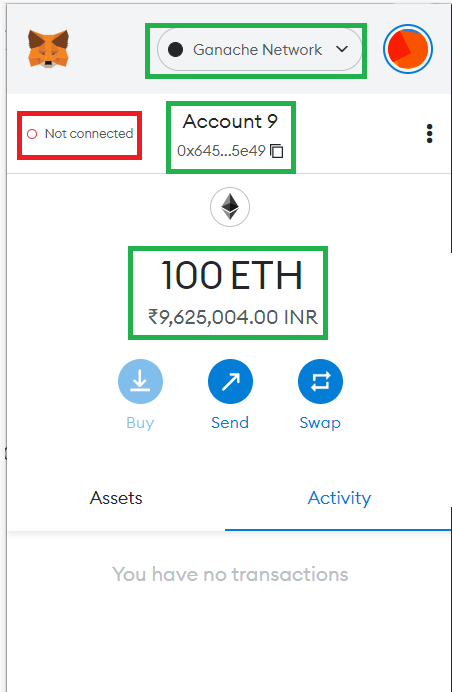 Ganache Network
Not connected
Account 9
0x645...5e49
100 ETH
₹9,625,004.00 INR
Buy
Send
Swap
Assets
Activity
You have no transactions